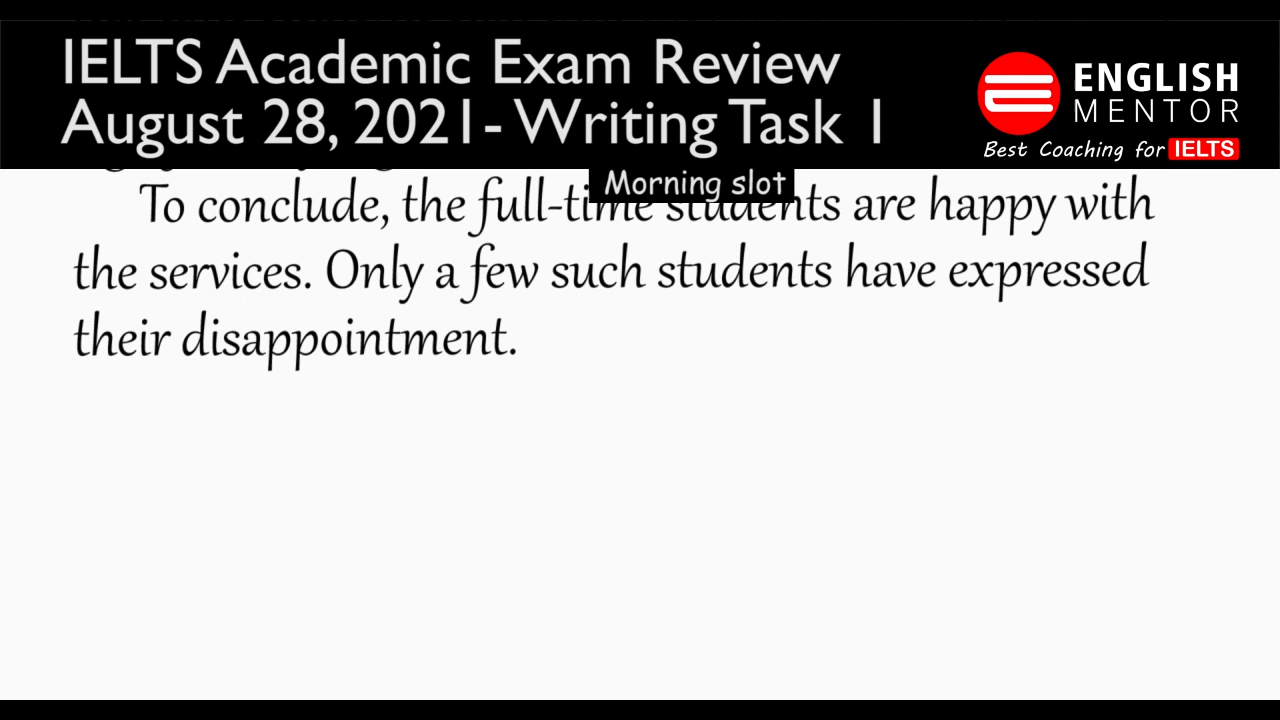 IELTS Academic Exam Review
August 28, 2021- Writing Task 1
ENGLISH
MENTOR
Best Coaching for IELTS
Morning slot
To conclude, the full-time students are happy with
the services. Only a few such students have expressed
their disappointment.